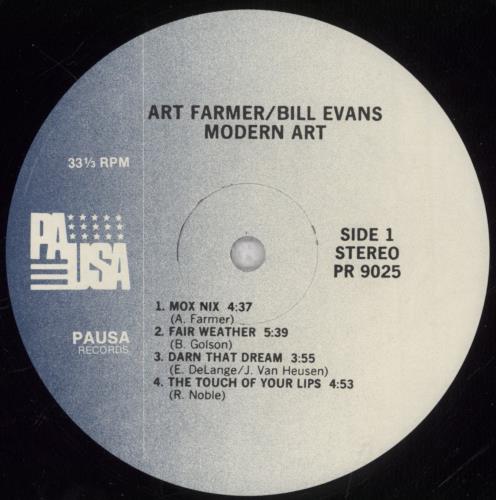 ART FARMER/BILL EVANS
MODERN ART
33⅓ RPM
PAUSA
PAUSA
RECORDS
SIDE 1
STEREO
PR 9025
1. MOX NIX 4:37
(A. Farmer)
2. FAIR WEATHER 5:39
(B. Golson)
3. DARN THAT DREAM 3:55
(E. DeLange/J. Van Heusen)
4. THE TOUCH OF YOUR LIPS 4:53
(R. Noble)